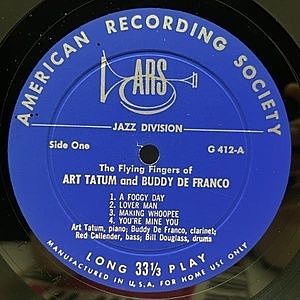 AMERICAN RECORDING SOCIETY
ARS
JAZZ DIVISION
Side One
G 412-A
The Flying Fingers of
ART TATUM and BUDDY DE FRANCO
1. A FOGGY DAY
2. LOVER MAN
3. MAKING WHOOPEE
4. YOU'RE MINE YOU
Art Tatum, piano; Buddy De Franco, clarinet;
Red Callender, bass; Bill Douglass, drums
LONG 33⅓ PLAY
MANUFACTURED IN U.S.A. FOR HOME USE ONLY